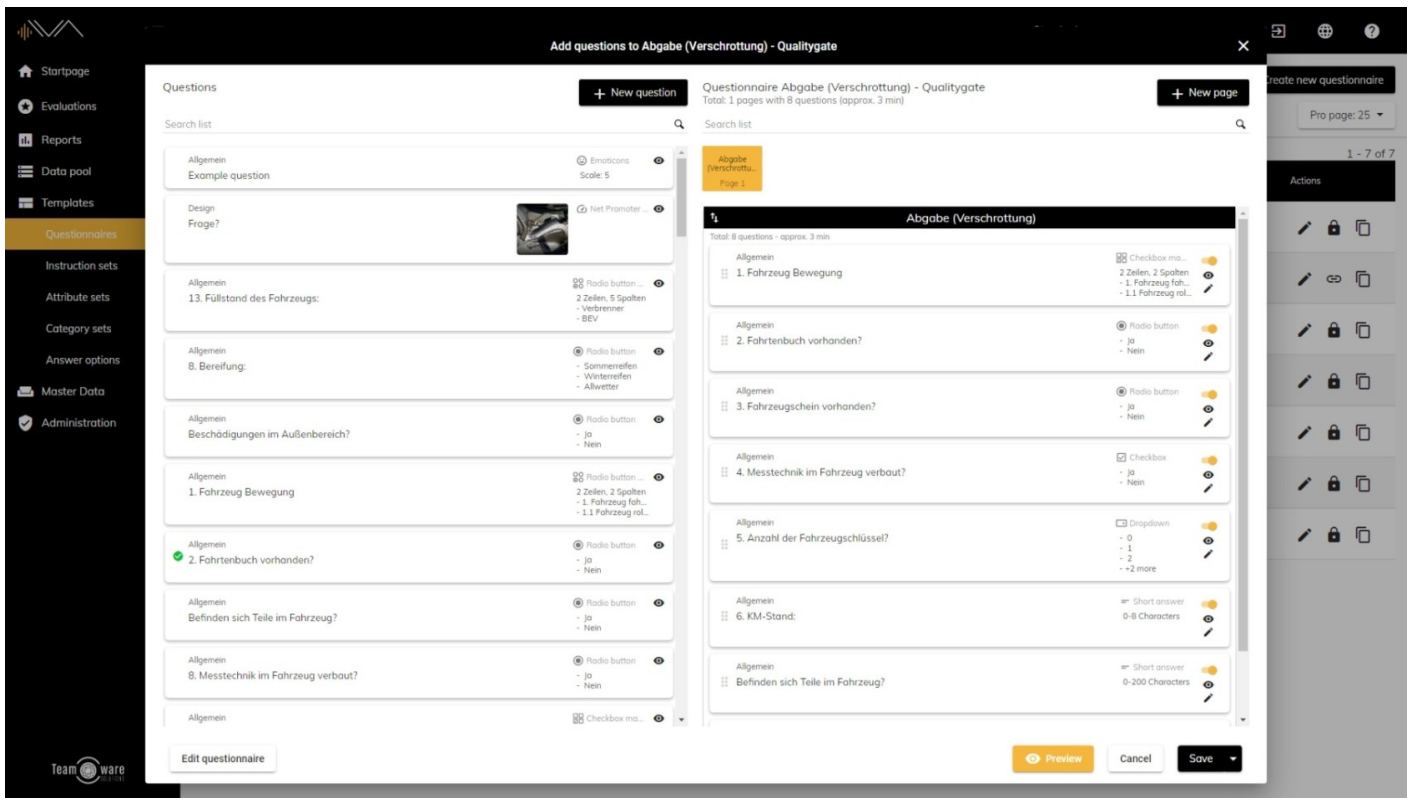 Add questions to Abgabe (Verschrottung) - Qualitygate
Startpage
Evaluations
Reports
Data pool
Templates
Questionnaires
Instruction sets
Attribute sets
Category sets
Answer options
Master Data
Administration
Team ware
SOLUTIONS
Questions
+ New question
Search list
Allgemein
Example question
Emoticons
Scale: 5
Design
Frage?
Net Promoter ...
Allgemein
13. Füllstand des Fahrzeugs:
Radio button ...
2 Zeilen, 5 Spalten
- Verbrenner
- BEV
Allgemein
8. Bereifung:
Radio button
- Sommerreifen
- Winterreifen
- Allwetter
Allgemein
Beschädigungen im Außenbereich?
Radio button
- Ja
- Nein
Allgemein
1. Fahrzeug Bewegung
Radio button ...
2 Zeilen, 2 Spalten
- 1. Fahrzeug fah...
- 1.1 Fahrzeug rol...
Allgemein
2. Fahrtenbuch vorhanden?
Radio button
- Ja
- Nein
Allgemein
Befinden sich Teile im Fahrzeug?
Radio button
- Ja
- Nein
Allgemein
8. Messtechnik im Fahrzeug verbaut?
Radio button
- Ja
- Nein
Allgemein
Checkbox ma...
Questionnaire Abgabe (Verschrottung) - Qualitygate
Total: 1 pages with 8 questions (approx. 3 min)
+ New page
Search list
Abgabe
(Verschrottu...
Page 1
Abgabe (Verschrottung)
Total: 8 questions - approx. 3 min
Allgemein
1. Fahrzeug Bewegung
Checkbox ma...
2 Zeilen, 2 Spalten
- 1. Fahrzeug fah...
- 1.1 Fahrzeug rol...
Allgemein
2. Fahrtenbuch vorhanden?
Radio button
- Ja
- Nein
Allgemein
3. Fahrzeugschein vorhanden?
Radio button
- Ja
- Nein
Allgemein
4. Messtechnik im Fahrzeug verbaut?
Checkbox
- Ja
- Nein
Allgemein
5. Anzahl der Fahrzeugschlüssel?
Dropdown
- 0
- 1
- 2
- +2 more
Allgemein
6. KM-Stand:
Short answer
0-8 Characters
Allgemein
Befinden sich Teile im Fahrzeug?
Short answer
0-200 Characters
Edit questionnaire
Preview
Cancel
Save
Create new questionnaire
Pro page: 25
1 - 7 of 7
Actions